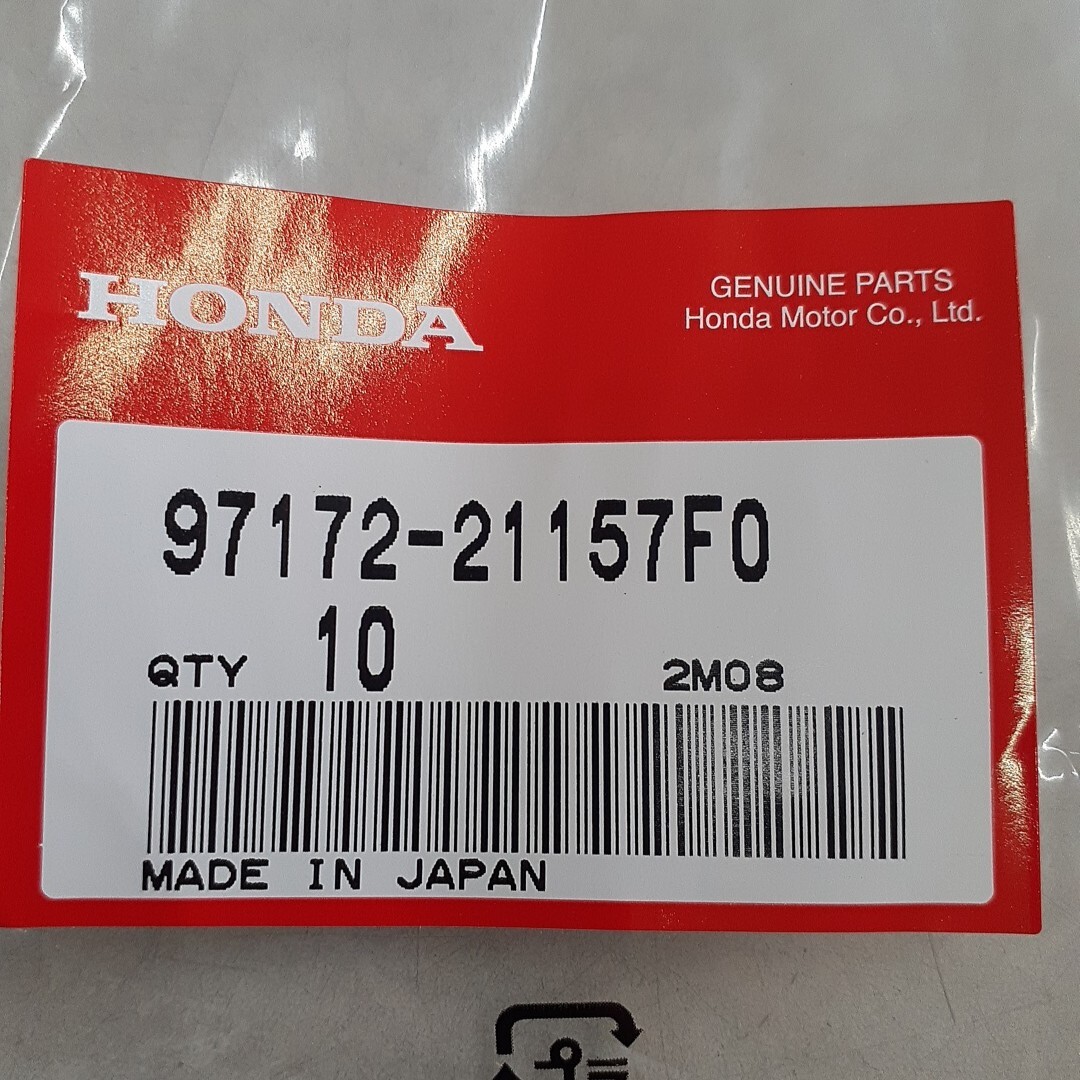 HONDA
GENUINE PARTS
Honda Motor Co., Ltd.
97172-21157F0
QTY 10 2M08
MADE IN JAPAN